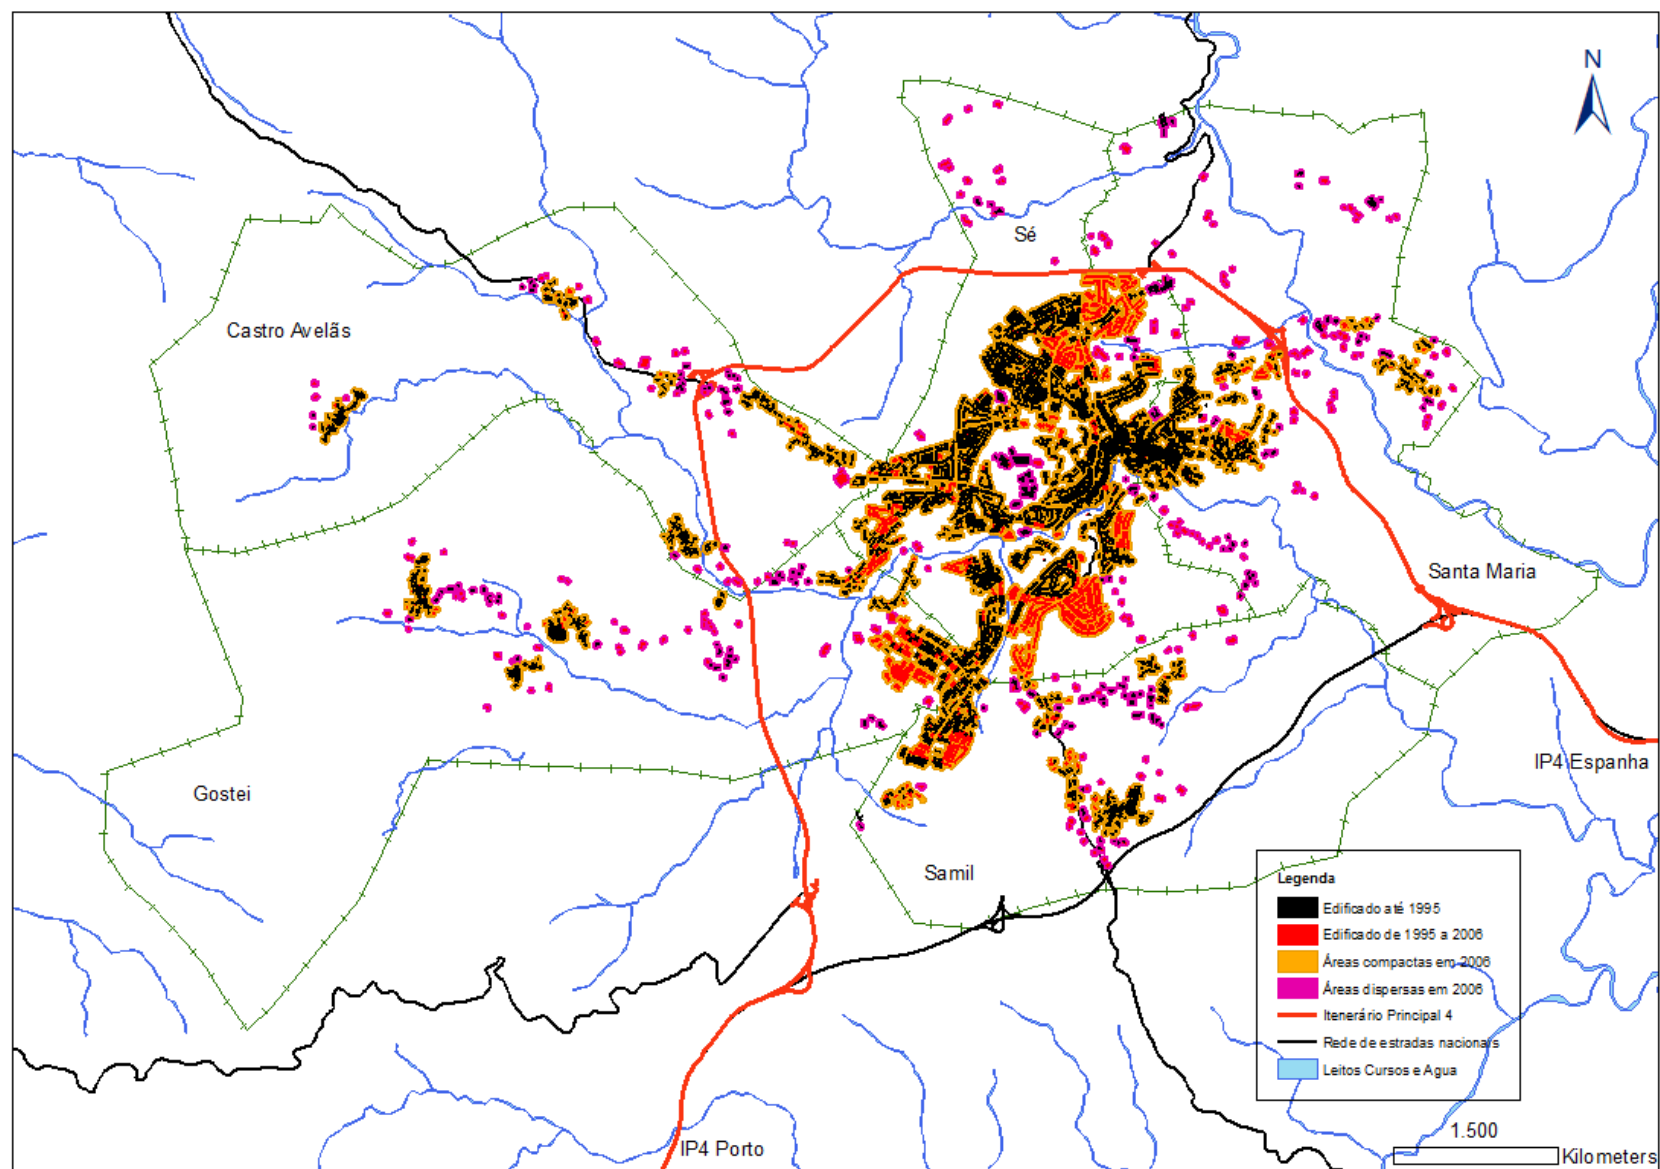 N
Sé
Castro Avelãs
Santa Maria
IP4 Espanha
Gostei
Samil
Legenda
Edificado até 1995
Edificado de 1995 a 2006
Áreas compactas em 2006
Áreas dispersas em 2006
Itenerário Principal 4
Rede de estradas nacionais
Leitos Cursos e Agua
1.500
Kilometers
IP4 Porto